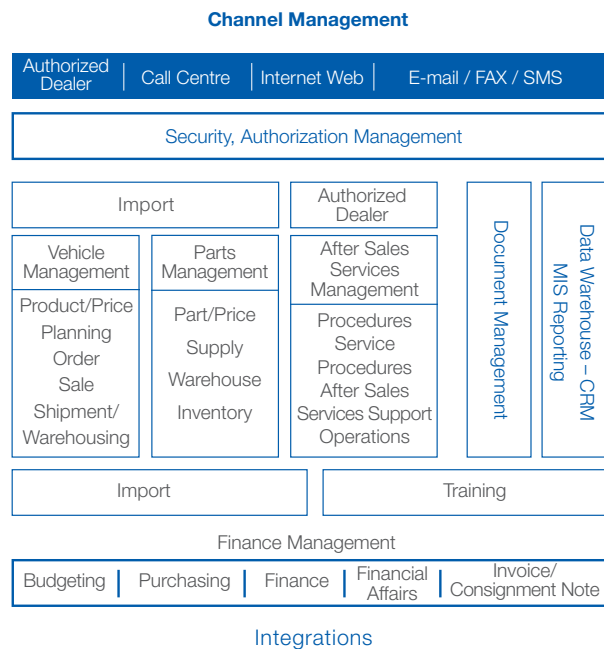 Channel Management
Authorized
Dealer
Call Centre
Internet Web
E-mail / FAX / SMS
Security, Authorization Management
Import
Authorized
Dealer
Vehicle
Management
Product/Price
Planning
Order
Sale
Shipment/
Warehousing
Parts
Management
Part/Price
Supply
Warehouse
Inventory
After Sales
Services
Management
Procedures
Service
Procedures
After Sales
Services Support
Operations
Document Management
Data Warehouse – CRM
MIS Reporting
Import
Training
Finance Management
Budgeting
Purchasing
Finance
Financial
Affairs
Invoice/
Consignment Note
Integrations